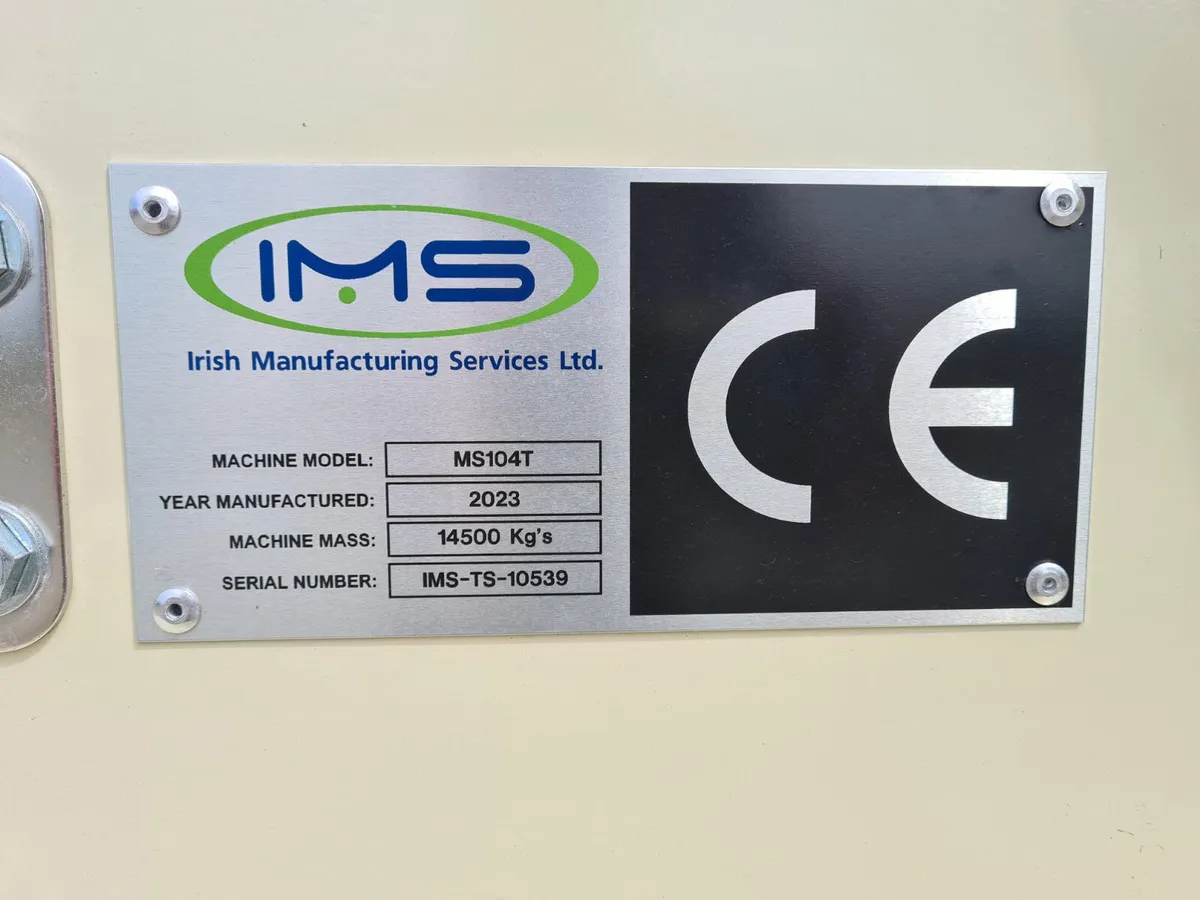 IMS
Irish Manufacturing Services Ltd.
MACHINE MODEL: MS104T
YEAR MANUFACTURED: 2023
MACHINE MASS: 14500 Kg's
SERIAL NUMBER: IMS-TS-10539
CE